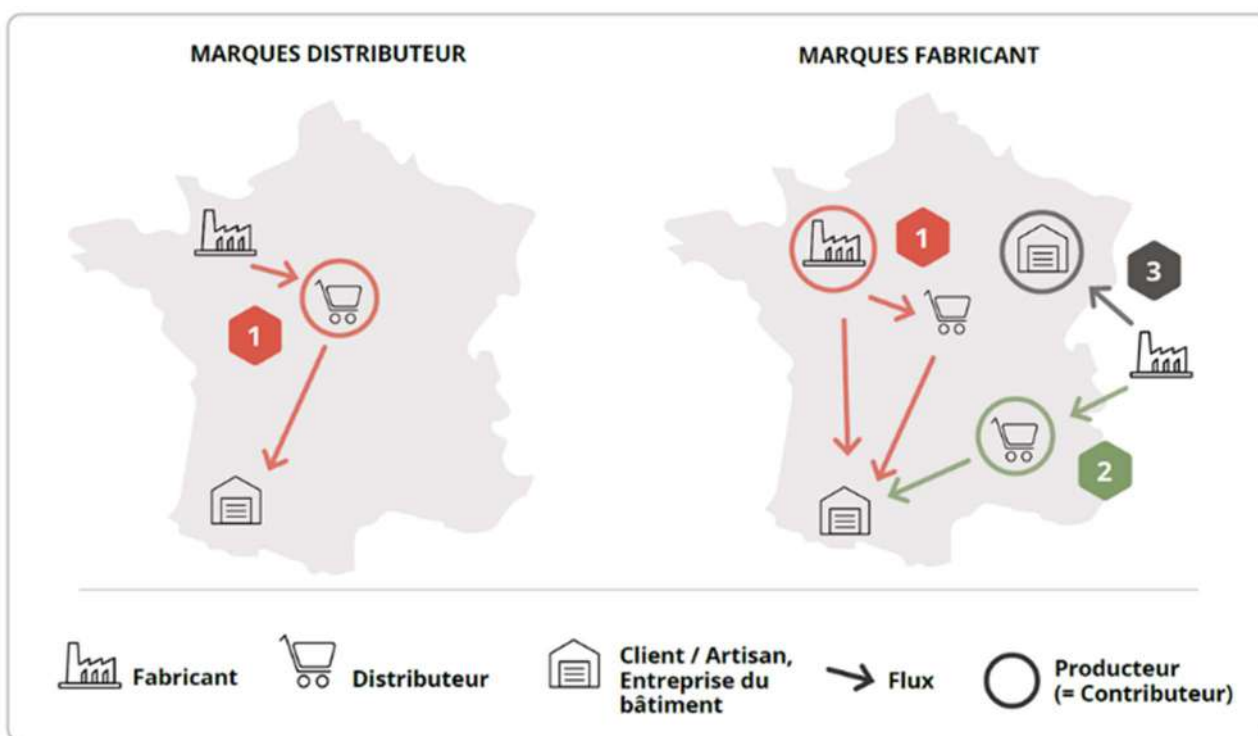 MARQUES DISTRIBUTEUR
MARQUES FABRICANT
1
1
3
2
Fabricant
Distributeur
Client / Artisan,
Entreprise du
bâtiment
Flux
Producteur
(= Contributeur)